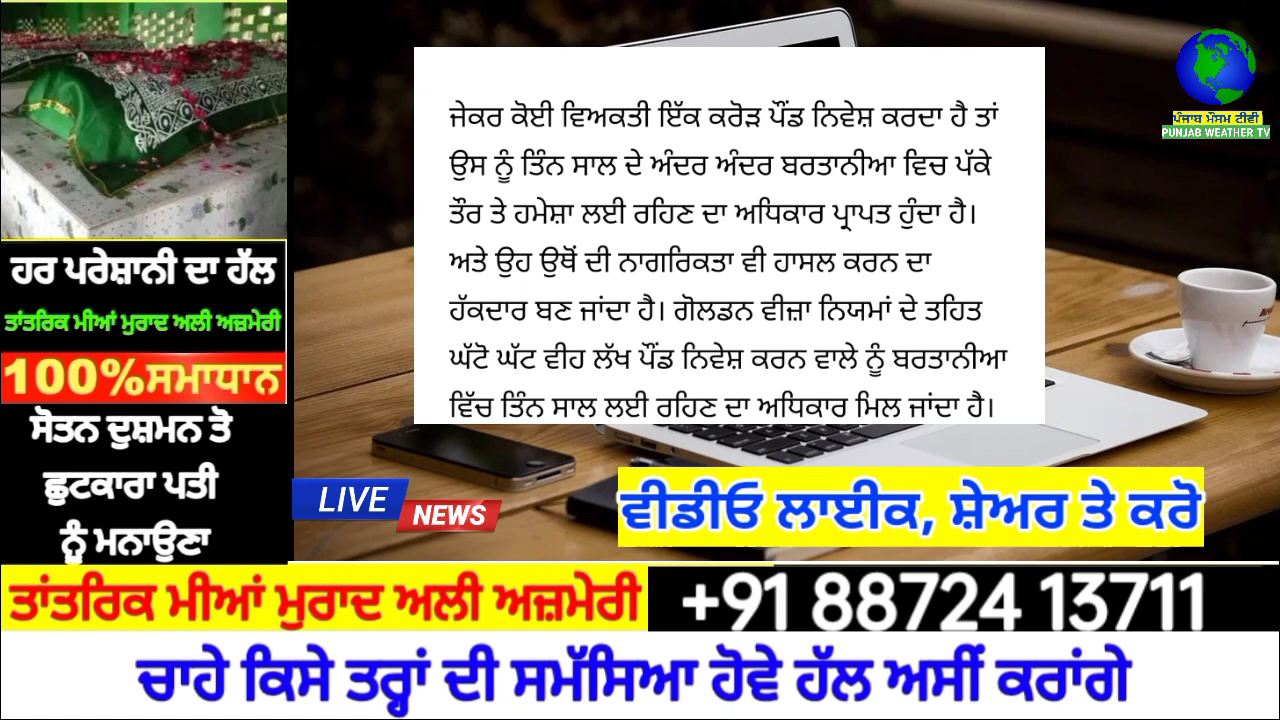 ਜੇਕਰ ਕੋਈ ਵਿਅਕਤੀ ਇੱਕ ਕਰੋੜ ਪੌਂਡ ਨਿਵੇਸ਼ ਕਰਦਾ ਹੈ ਤਾਂ
ਉਸ ਨੂੰ ਤਿੰਨ ਸਾਲ ਦੇ ਅੰਦਰ ਅੰਦਰ ਬਰਤਾਨੀਆ ਵਿਚ ਪੱਕੇ
ਤੌਰ ਤੇ ਹਮੇਸ਼ਾ ਲਈ ਰਹਿਣ ਦਾ ਅਧਿਕਾਰ ਪ੍ਰਾਪਤ ਹੁੰਦਾ ਹੈ।
ਅਤੇ ਉਹ ਉਥੋਂ ਦੀ ਨਾਗਰਿਕਤਾ ਵੀ ਹਾਸਲ ਕਰਨ ਦਾ
ਹੱਕਦਾਰ ਬਣ ਜਾਂਦਾ ਹੈ। ਗੋਲਡਨ ਵੀਜ਼ਾ ਨਿਯਮਾਂ ਦੇ ਤਹਿਤ
ਘੱਟੋ ਘੱਟ ਵੀਹ ਲੱਖ ਪੌਂਡ ਨਿਵੇਸ਼ ਕਰਨ ਵਾਲੇ ਨੂੰ ਬਰਤਾਨੀਆ
ਵਿੱਚ ਤਿੰਨ ਸਾਲ ਲਈ ਰਹਿਣ ਦਾ ਅਧਿਕਾਰ ਮਿਲ ਜਾਂਦਾ ਹੈ।
ਪੰਜਾਬ ਮੌਸਮ ਟੀਵੀ
PUNJAB WEATHER TV
ਹਰ ਪਰੇਸ਼ਾਨੀ ਦਾ ਹੱਲ
ਤਾਂਤਰਿਕ ਮੀਆਂ ਮੁਰਾਦ ਅਲੀ ਅਜ਼ਮੇਰੀ
100%ਸਮਾਧਾਨ
ਸੋਤਨ ਦੁਸ਼ਮਨ ਤੋ
ਛੁਟਕਾਰਾ ਪਤੀ
ਨੂੰ ਮਨਾਉਣਾ
LIVE
NEWS
ਵੀਡੀਓ ਲਾਈਕ, ਸ਼ੇਅਰ ਤੇ ਕਰੋ
ਤਾਂਤਰਿਕ ਮੀਆਂ ਮੁਰਾਦ ਅਲੀ ਅਜ਼ਮੇਰੀ +91 88724 13711
ਚਾਹੇ ਕਿਸੇ ਤਰ੍ਹਾਂ ਦੀ ਸਮੱਸਿਆ ਹੋਵੇ ਹੱਲ ਅਸੀਂ ਕਰਾਂਗੇ